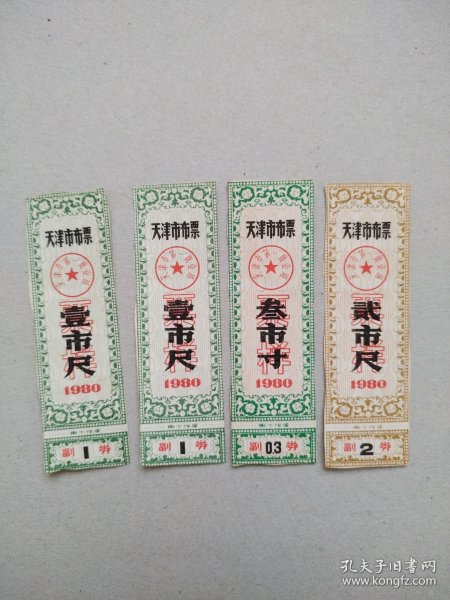 天津市布票
壹市尺
1980
副 1 券
天津市布票
壹市尺
1980
副 1 券
天津市布票
叁市寸
样
1980
副 03 券
天津市布票
贰市尺
1980
副 2 券
孔夫子旧书网
www.kongfz.com